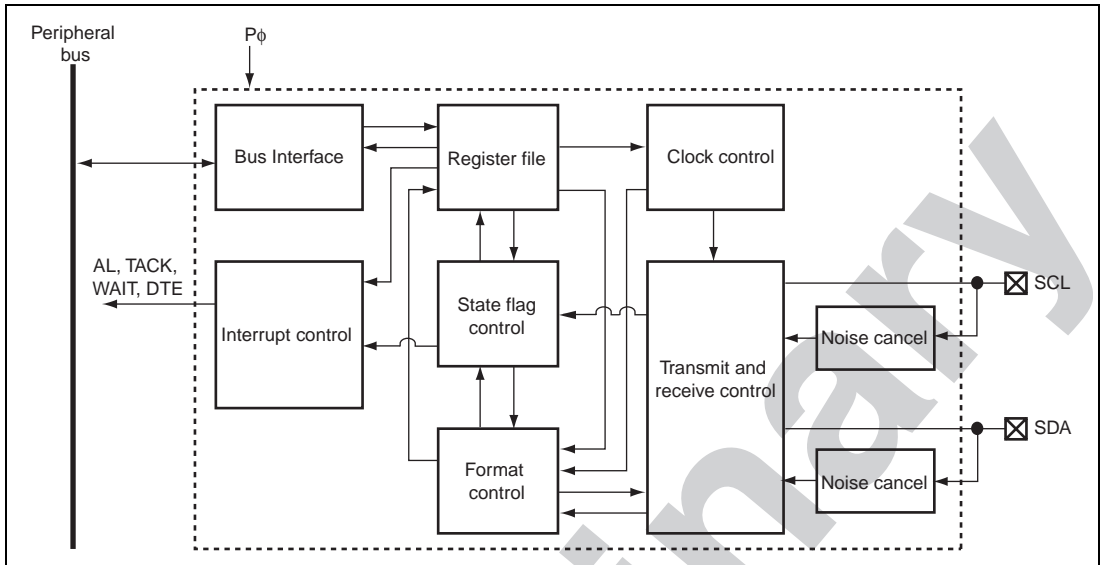 Peripheral
bus
Pϕ
Bus Interface
Register file
Clock control
AL, TACK,
WAIT, DTE
Interrupt control
State flag
control
Transmit and
receive control
Noise cancel
SCL
Format
control
Noise cancel
SDA
inary